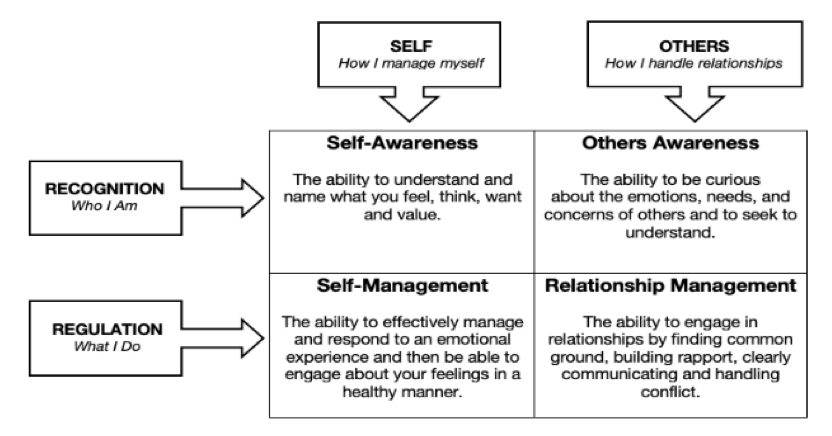 SELF
How I manage myself
OTHERS
How I handle relationships
RECOGNITION
Who I Am
Self-Awareness
The ability to understand and
name what you feel, think, want
and value.
Others Awareness
The ability to be curious
about the emotions, needs, and
concerns of others and to seek to
understand.
REGULATION
What I Do
Self-Management
The ability to effectively manage
and respond to an emotional
experience and then be able to
engage about your feelings in a
healthy manner.
Relationship Management
The ability to engage in
relationships by finding common
ground, building rapport, clearly
communicating and handling
conflict.